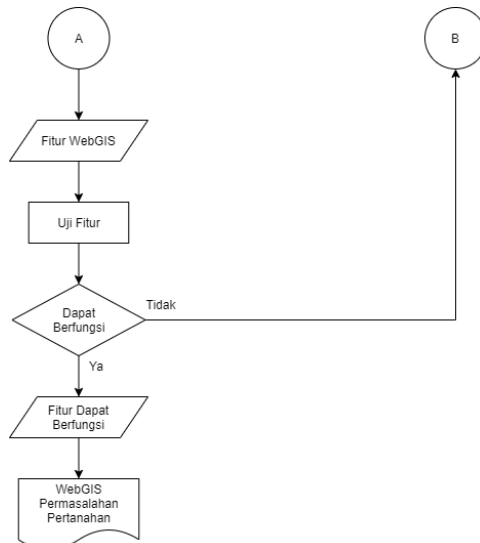 A
B
Fitur WebGIS
Uji Fitur
Tidak
Dapat
Berfungsi
Ya
Fitur Dapat
Berfungsi
WebGIS
Permasalahan
Pertanahan